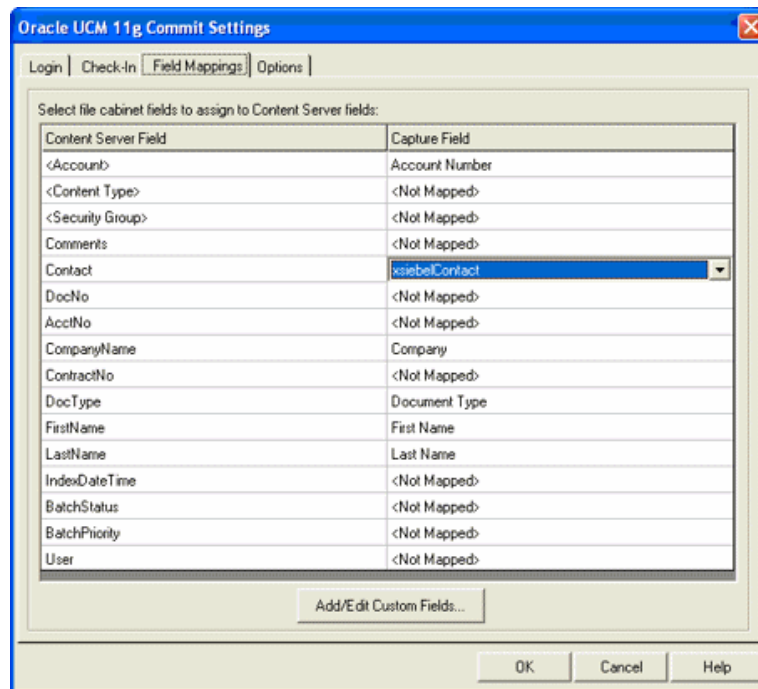 Oracle UCM 11g Commit Settings
Login Check-In Field Mappings Options
Select file cabinet fields to assign to Content Server fields:
Content Server Field Capture Field
<Account> Account Number
<Content Type> <Not Mapped>
<Security Group> <Not Mapped>
Comments <Not Mapped>
Contact xsiebelContact
DocNo <Not Mapped>
AcctNo <Not Mapped>
CompanyName Company
ContractNo <Not Mapped>
DocType Document Type
FirstName First Name
LastName Last Name
IndexDateTime <Not Mapped>
BatchStatus <Not Mapped>
BatchPriority <Not Mapped>
User <Not Mapped>
Add/Edit Custom Fields...
OK Cancel Help